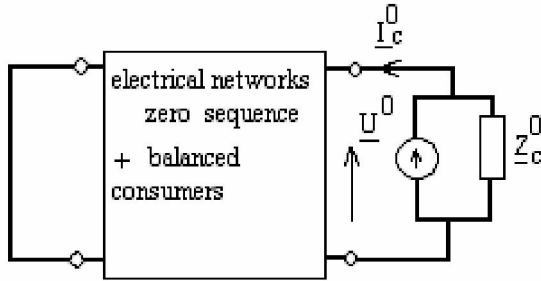 electrical networks
zero sequence
+ balanced
consumers
I_c^0
U^0
Z_c^0